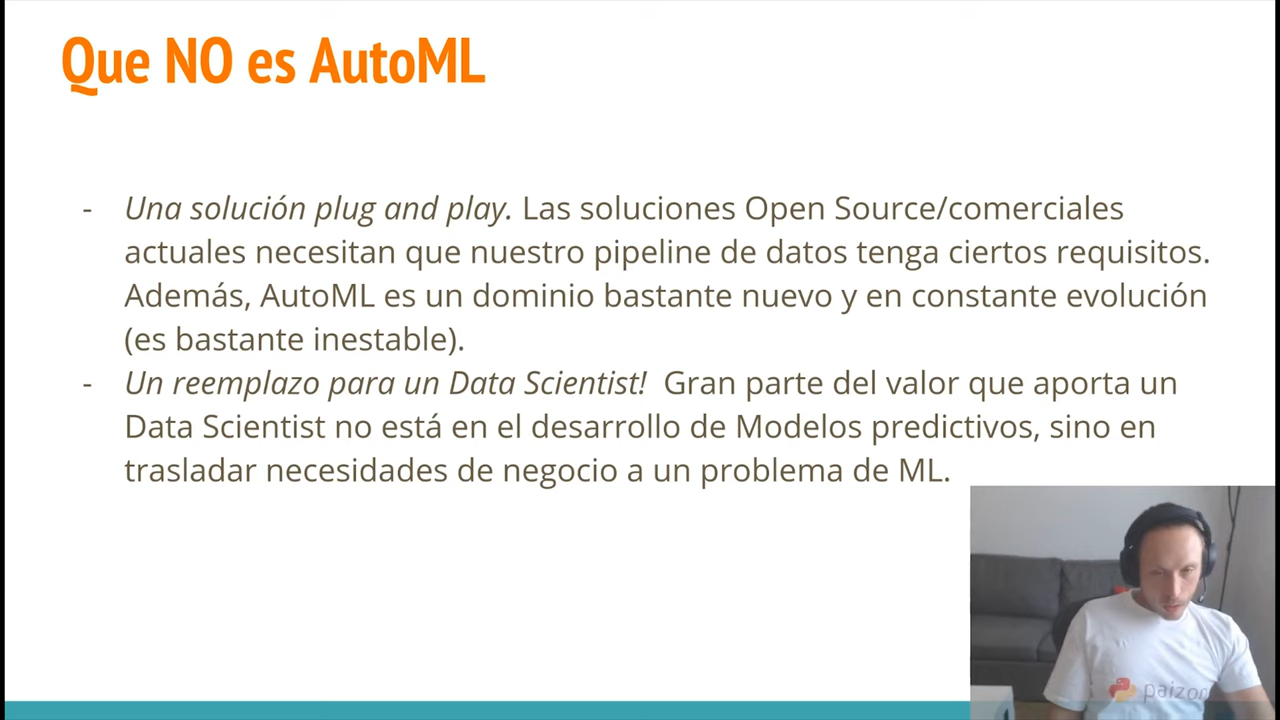 Que NO es AutoML
- Una solución plug and play. Las soluciones Open Source/comerciales
actuales necesitan que nuestro pipeline de datos tenga ciertos requisitos.
Además, AutoML es un dominio bastante nuevo y en constante evolución
(es bastante inestable).
- Un reemplazo para un Data Scientist! Gran parte del valor que aporta un
Data Scientist no está en el desarrollo de Modelos predictivos, sino en
trasladar necesidades de negocio a un problema de ML.